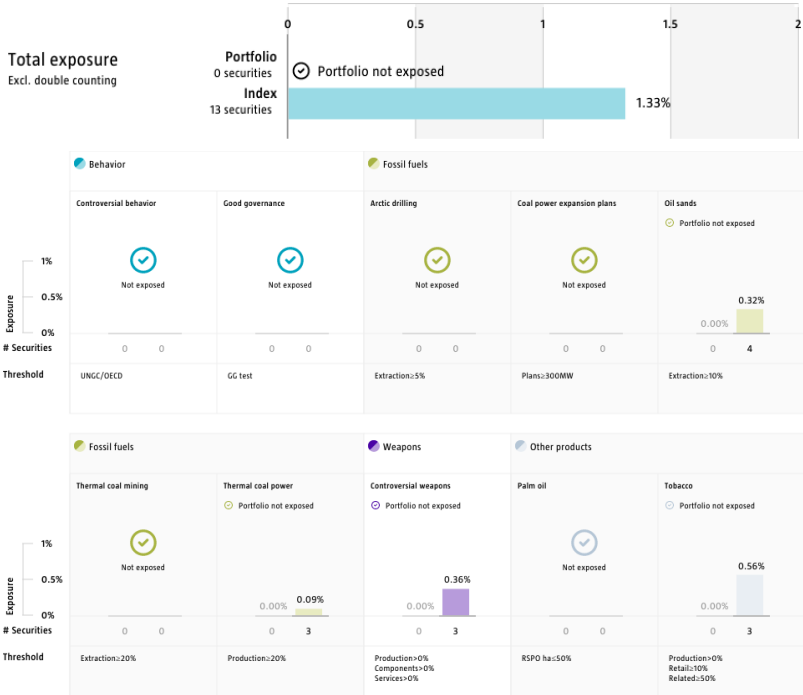 0 0.5 1 1.5 2
Total exposure
Excl. double counting
Portfolio
0 securities
Portfolio not exposed
Index
13 securities
1.33%
Behavior
Fossil fuels
Controversial behavior
Good governance
Arctic drilling
Coal power expansion plans
Oil sands
Portfolio not exposed
Exposure
1%
0.5%
0%
Not exposed
Not exposed
Not exposed
Not exposed
0.00%
0.32%
# Securities
0 0
0 0
0 0
0 0
0 4
Threshold
UNGC/OECD
GG test
Extraction≥5%
Plans≥300MW
Extraction≥10%
Fossil fuels
Weapons
Other products
Thermal coal mining
Thermal coal power
Controversial weapons
Palm oil
Tobacco
Portfolio not exposed
Portfolio not exposed
Portfolio not exposed
Exposure
1%
0.5%
0%
Not exposed
0.00%
0.09%
0.00%
0.36%
Not exposed
0.00%
0.56%
# Securities
0 0
0 3
0 3
0 0
0 3
Threshold
Extraction≥20%
Production≥20%
Production>0%
Components>0%
Services>0%
RSPO ha≤50%
Production>0%
Retail≥10%
Related≥50%